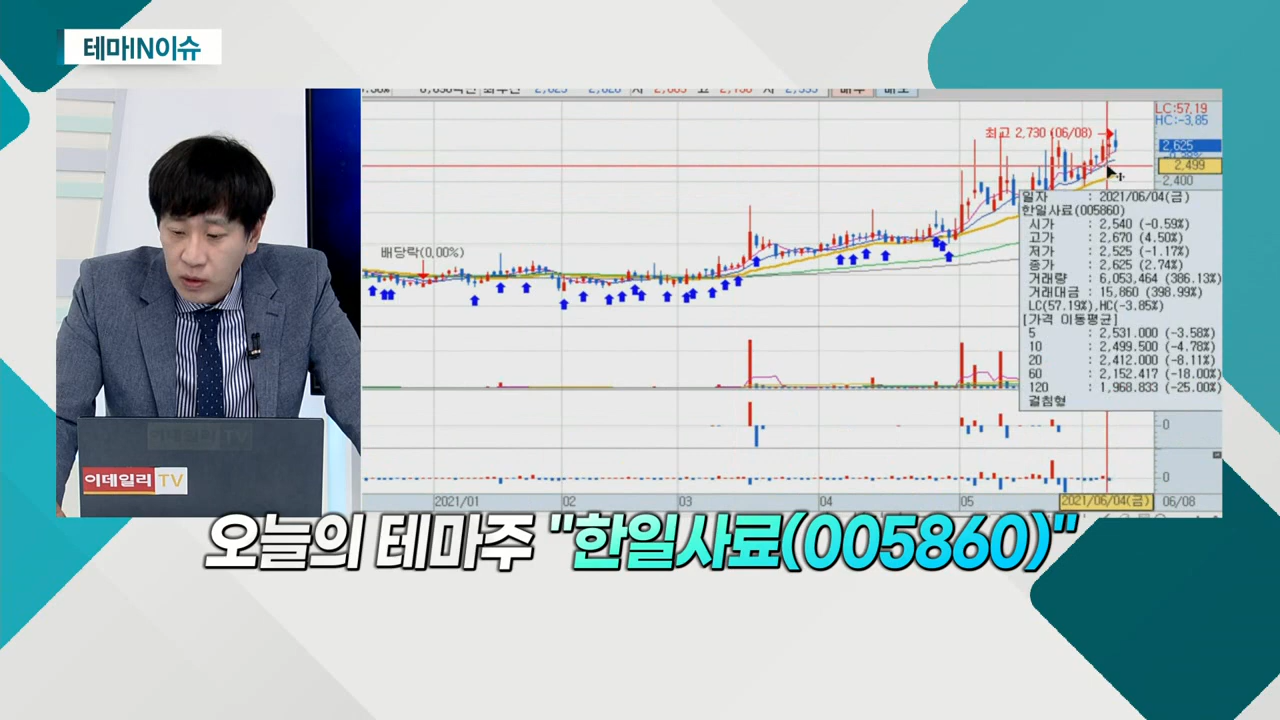 테마IN이슈
최고 2,730 (06/08)
LC:57.19
HC:-3.85
2,625
2,499
2,400
배당락(0.00%)
일자 : 2021/06/04(금)
한일사료(005860)
시가 : 2,540 (-0.59%)
고가 : 2,670 (4.50%)
저가 : 2,525 (-1.17%)
종가 : 2,625 (2.74%)
거래량 : 6,053,464 (386.13%)
거래대금 : 15,860 (398.99%)
LC(57.19%),HC(-3.85%)
[가격 이동평균]
5 : 2,531.000 (-3.58%)
10 : 2,499.500 (-4.78%)
20 : 2,412.000 (-8.11%)
60 : 2,152.417 (-18.00%)
120 : 1,968.833 (-25.00%)
걸침형
0
0
이데일리 TV
이데일리 TV
2021/01 02 03 04 05 2021/06/04(금) 06/08
오늘의 테마주 "한일사료(005860)"